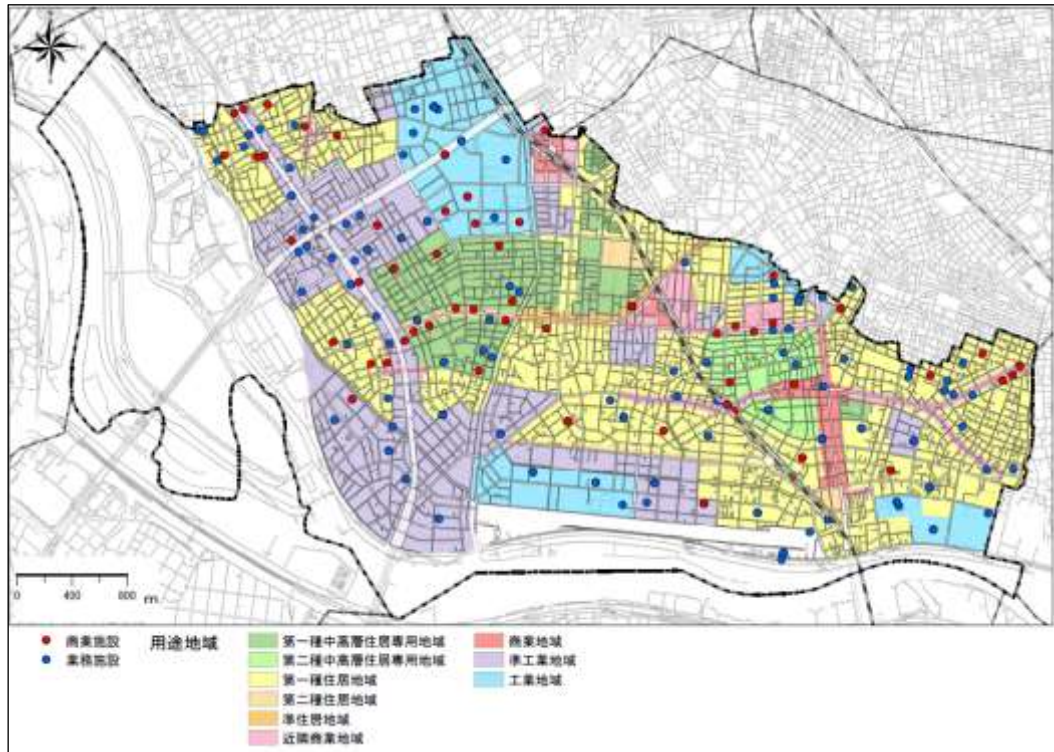 0 400 800 m
商業施設
業務施設
用途地域
第一種中高層住居専用地域
第二種中高層住居専用地域
第一種住居地域
第二種住居地域
準住居地域
近隣商業地域
商業地域
準工業地域
工業地域